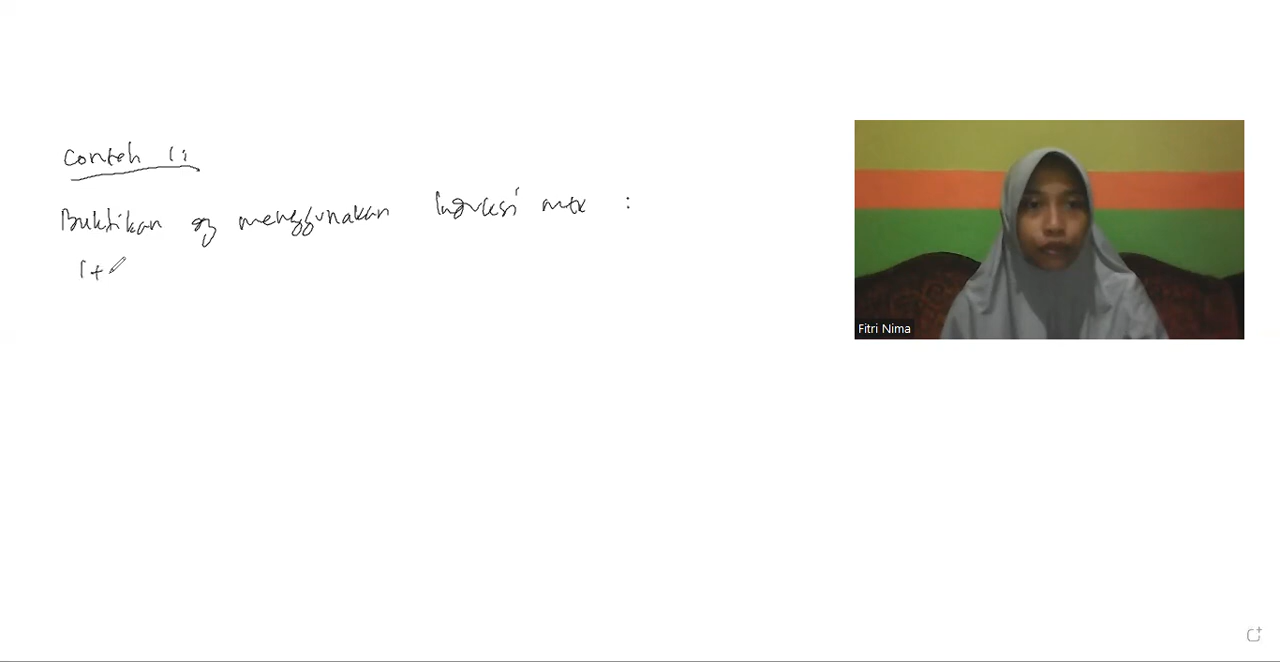 Contoh 1:
Buktikan dg menggunakan Induksi mtk :
1+
Fitri Nima